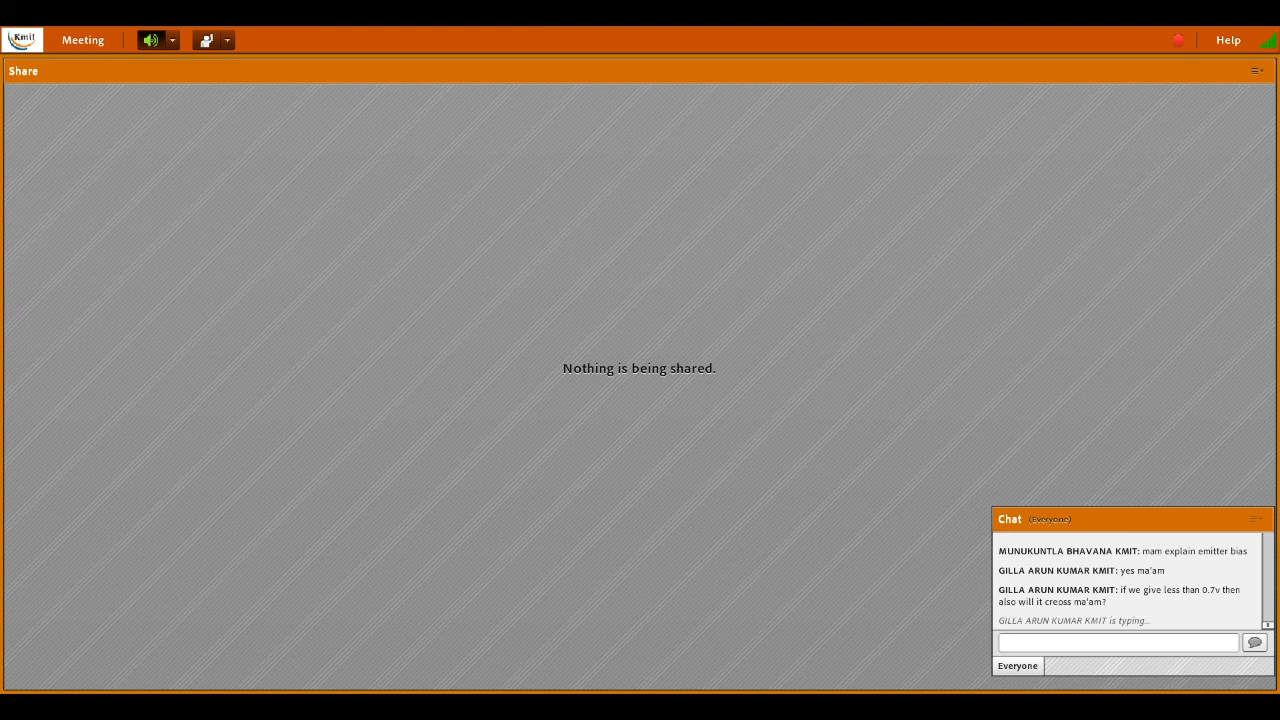 Kmit
Meeting
Help
Share
Nothing is being shared.
Chat (Everyone)
MUNUKUNTLA BHAVANA KMIT: mam explain emitter bias
GILLA ARUN KUMAR KMIT: yes ma'am
GILLA ARUN KUMAR KMIT: if we give less than 0.7v then
also will it creoss ma'am?
GILLA ARUN KUMAR KMIT is typing...
Everyone